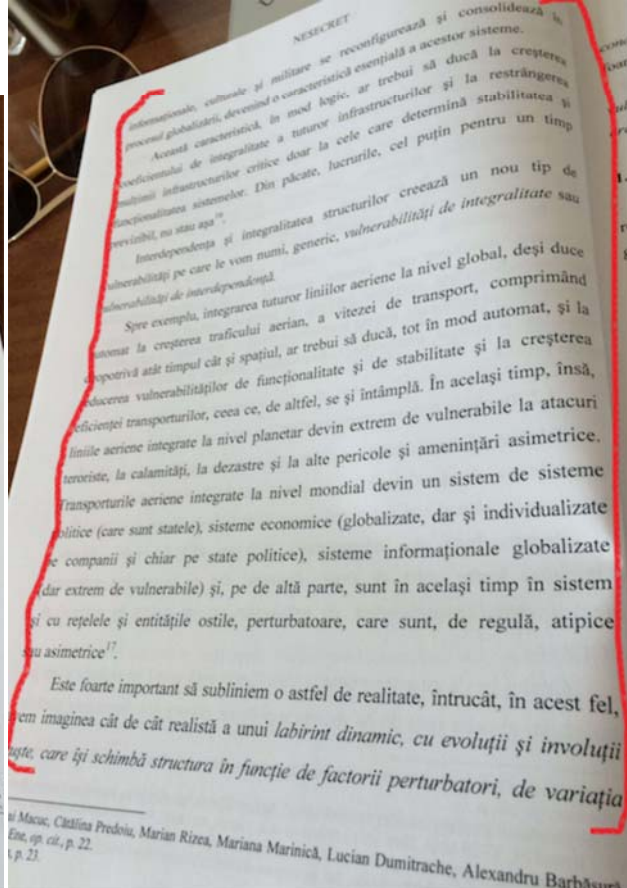 NESECRET
informaţionale, culturale şi militare se reconfigurează şi consolidează în
procesul globalizării, devenind o caracteristică esenţială a acestor sisteme.
Această caracteristică, în mod logic, ar trebui să ducă la creşterea
coeficientului de integralitate a tuturor infrastructurilor şi la restrângerea
mulţimii infrastructurilor critice doar la cele care determină stabilitatea şi
funcţionalitatea sistemelor. Din păcate, lucrurile, cel puţin pentru un timp
previzibil, nu stau aşa¹⁶.
Interdependenţa şi integralitatea structurilor creează un nou tip de
vulnerabilităţi pe care le vom numi, generic, vulnerabilităţi de integralitate sau
vulnerabilităţi de interdependenţă.
Spre exemplu, integrarea tuturor liniilor aeriene la nivel global, deşi duce
automat la creşterea traficului aerian, a vitezei de transport, comprimând
deopotrivă atât timpul cât şi spaţiul, ar trebui să ducă, tot în mod automat, şi la
reducerea vulnerabilităţilor de funcţionalitate şi de stabilitate şi la creşterea
eficienţei transporturilor, ceea ce, de altfel, se şi întâmplă. În acelaşi timp, însă,
liniile aeriene integrate la nivel planetar devin extrem de vulnerabile la atacuri
teroriste, la calamităţi, la dezastre şi la alte pericole şi ameninţări asimetrice.
Transporturile aeriene integrate la nivel mondial devin un sistem de sisteme
politice (care sunt statele), sisteme economice (globalizate, dar şi individualizate
pe companii şi chiar pe state politice), sisteme informaţionale globalizate
(dar extrem de vulnerabile) şi, pe de altă parte, sunt în acelaşi timp în sistem
şi cu reţelele şi entităţile ostile, perturbatoare, care sunt, de regulă, atipice
sau asimetrice¹⁷.
Este foarte important să subliniem o astfel de realitate, întrucât, în acest fel,
avem imaginea cât de cât realistă a unui labirint dinamic, cu evoluţii şi involuţii
care îşi schimbă structura în funcţie de factorii perturbatori, de variaţia
Macuc, Cătălina Predoiu, Marian Rizea, Mariana Marinică, Lucian Dumitrache, Alexandru Barbăsură
Ene, op. cit., p. 22.
p. 23.